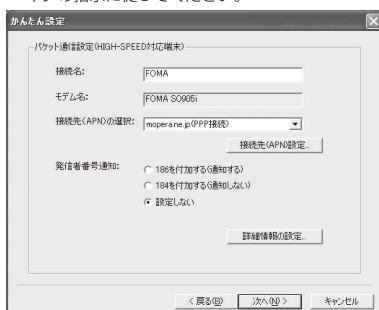 かんたん設定
パケット通信設定(HIGH-SPEED対応端末)
接続名: FOMA
モデム名: FOMA SO905i
接続先(APN)の選択: mopera.ne.jp(PPP接続)
接続先(APN)設定...
発信者番号通知: 186を付加する(通知する)
184を付加する(通知しない)
設定しない
詳細情報の設定...
< 戻る(B) 次へ(N) > キャンセル